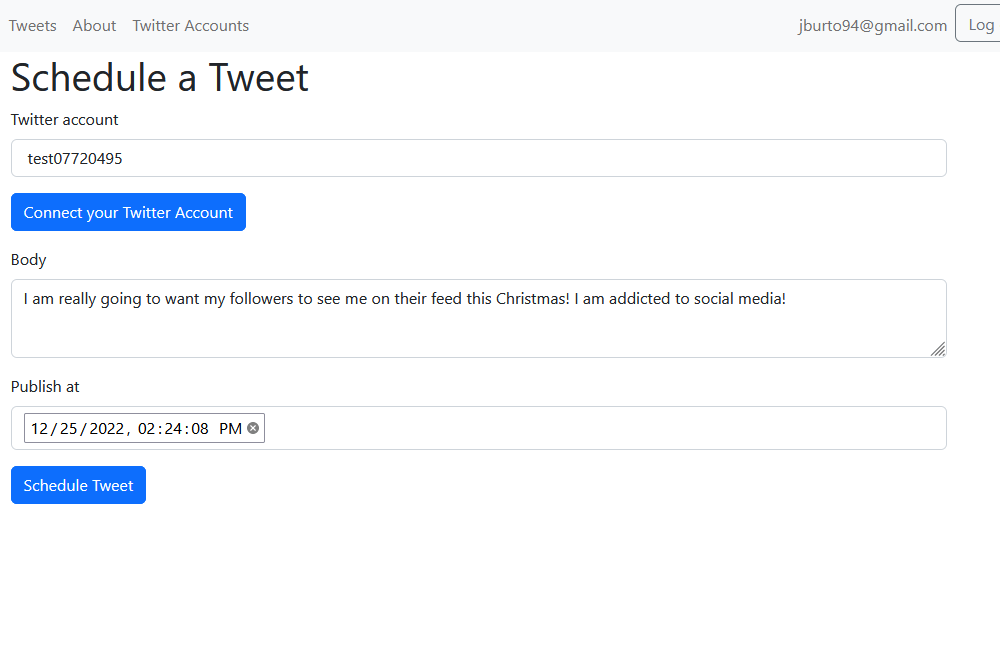 Tweets About Twitter Accounts jburto94@gmail.com Log
Schedule a Tweet
Twitter account
test07720495
Connect your Twitter Account
Body
I am really going to want my followers to see me on their feed this Christmas! I am addicted to social media!
Publish at
12/25/2022, 02:24:08 PM
Schedule Tweet